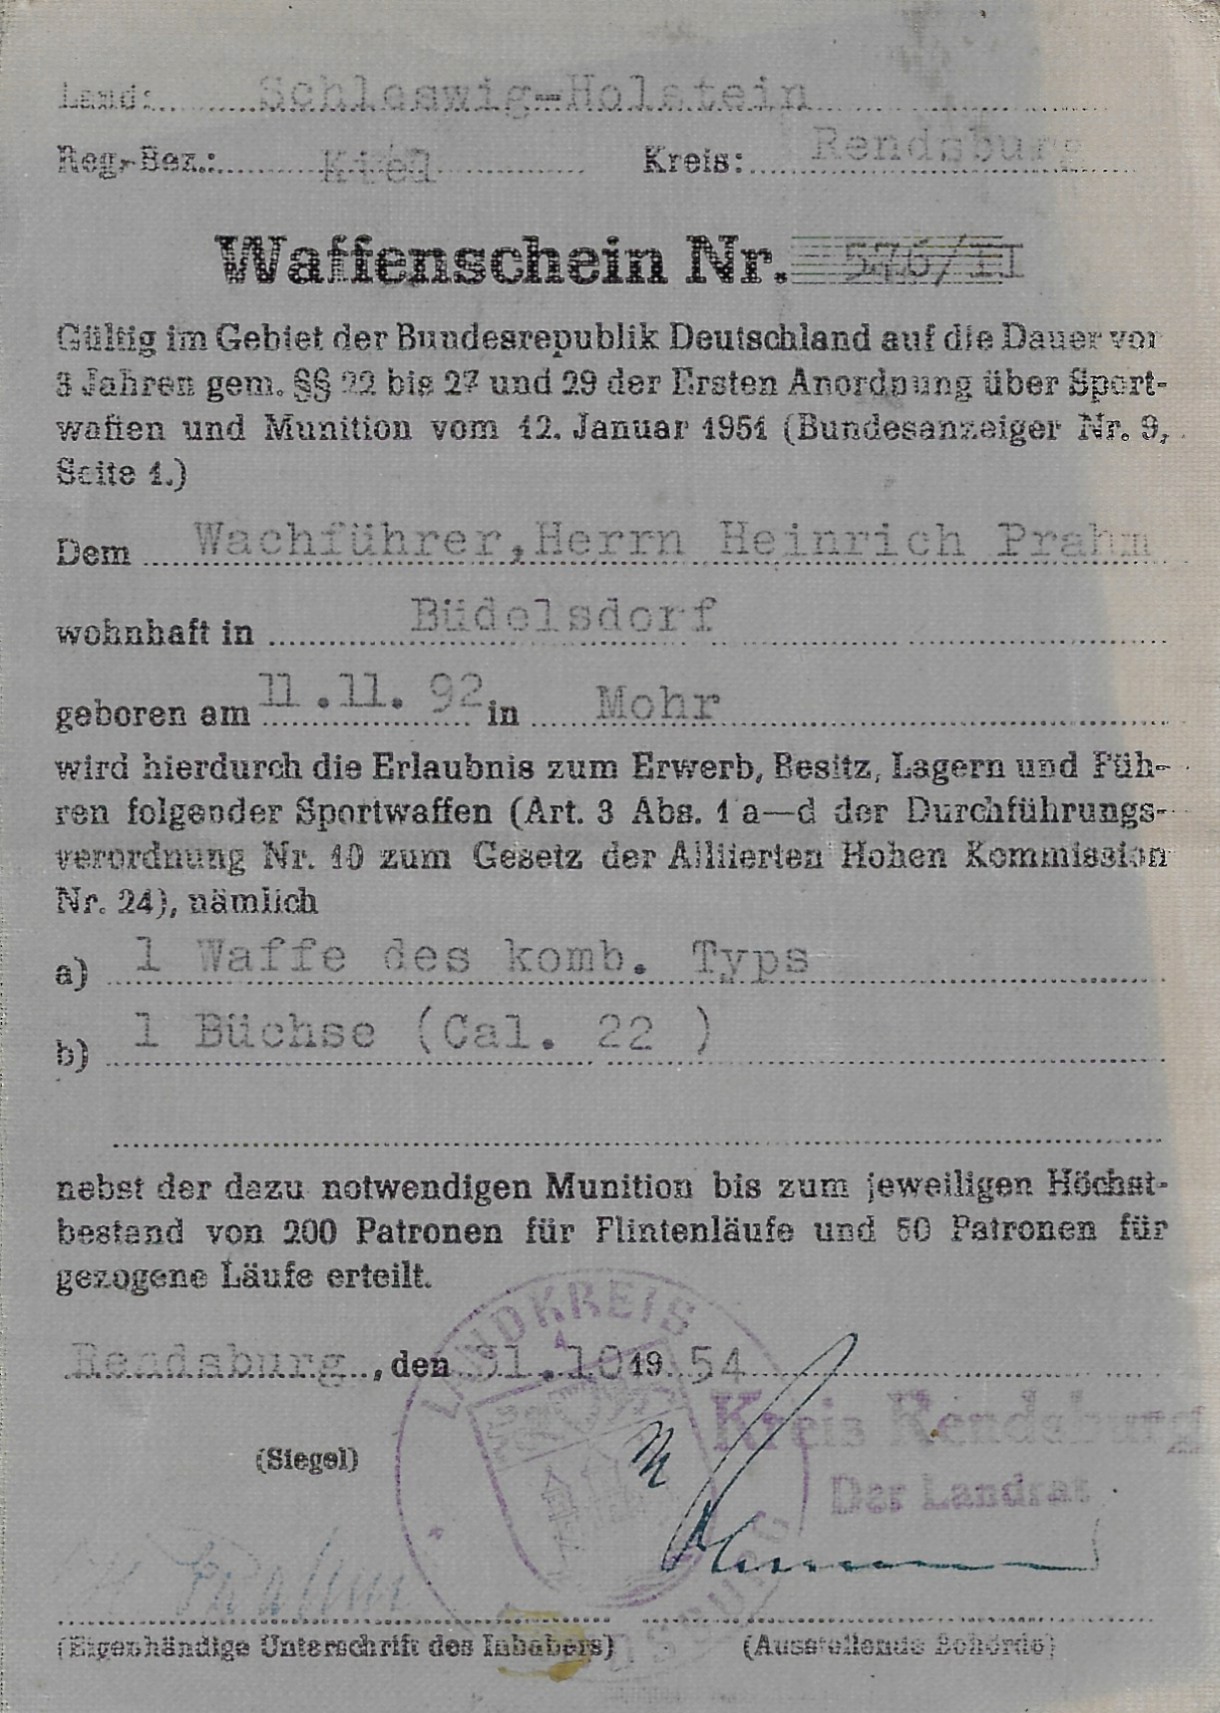 Land: Schleswig-Holstein
Reg.-Bez.: Kiel Kreis: Rendsburg
Waffenschein Nr. 576/II
Gültig im Gebiet der Bundesrepublik Deutschland auf die Dauer von
3 Jahren gem. §§ 22 bis 27 und 29 der Ersten Anordnung über Sport-
waffen und Munition vom 12. Januar 1951 (Bundesanzeiger Nr. 9,
Seite 1.)
Dem Wachführer,Herrn Heinrich Prahm
wohnhaft in Büdelsdorf
geboren am 11.11. 92 in Mohr
wird hierdurch die Erlaubnis zum Erwerb, Besitz, Lagern und Füh-
ren folgender Sportwaffen (Art. 3 Abs. 1 a—d der Durchführungs-
verordnung Nr. 10 zum Gesetz der Alliierten Hohen Kommission
Nr. 24), nämlich
a) 1 Waffe des komb. Typs
b) 1 Büchse (Cal. 22 )
nebst der dazu notwendigen Munition bis zum jeweiligen Höchst-
bestand von 200 Patronen für Flintenläufe und 50 Patronen für
gezogene Läufe erteilt.
LANDKREIS
Rendsburg, den 31.10 19 54
Kreis Rendsburg
(Siegel)
Der Landrat
H Prahm
(Eigenhändige Unterschrift des Inhabers) (Ausstellende Behörde)